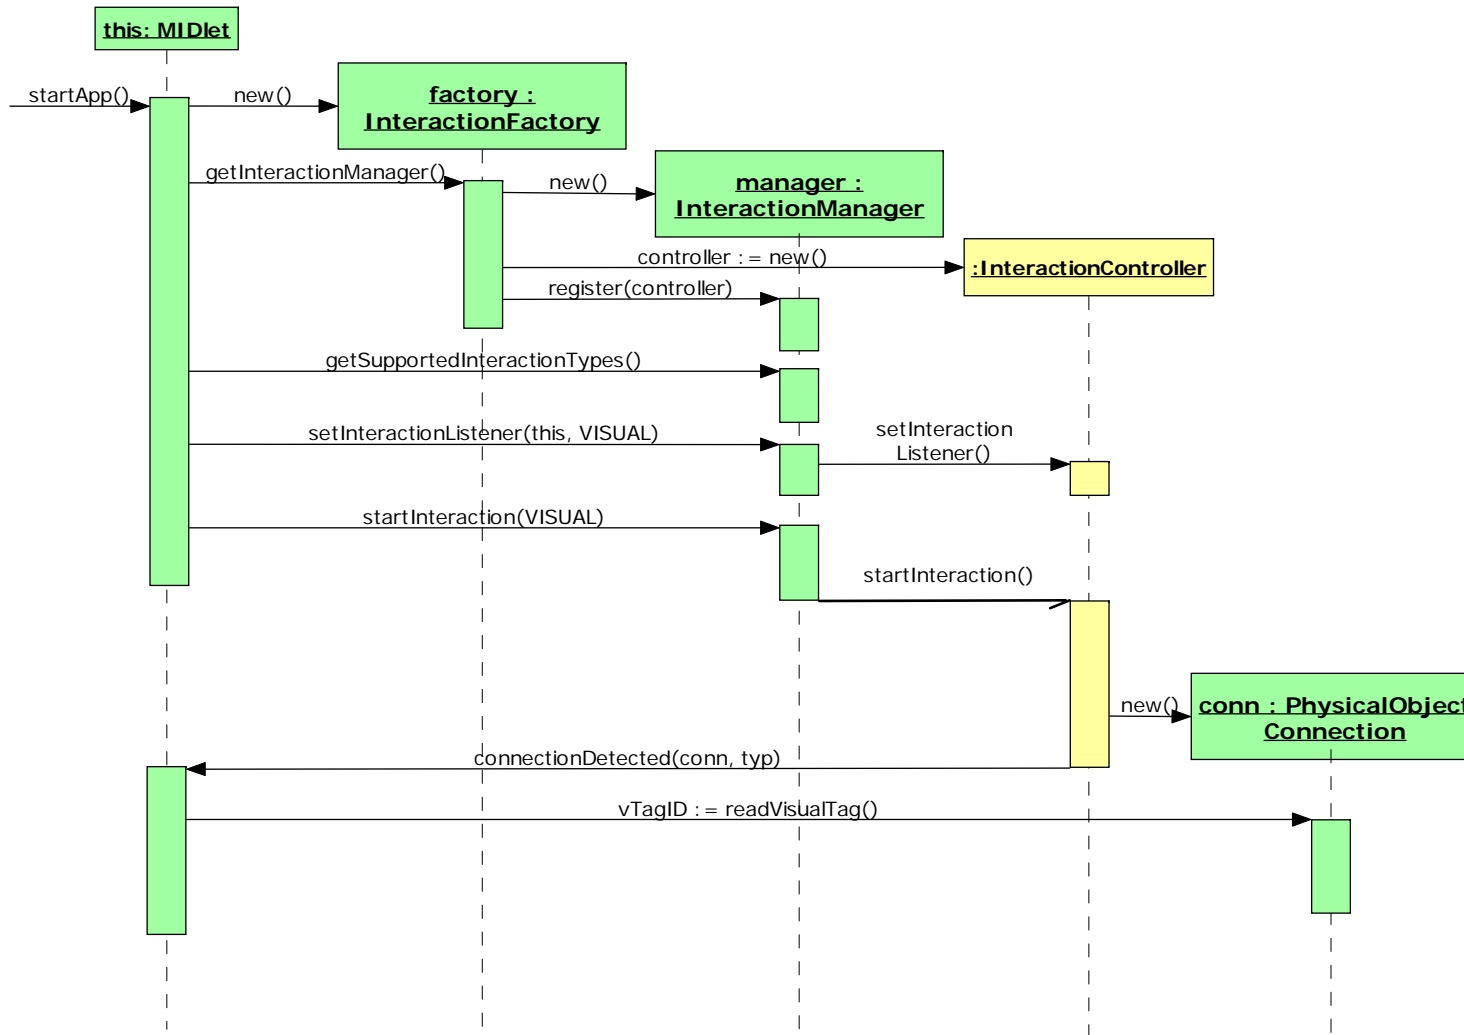 this: MIDlet
startApp()
new()
factory :
InteractionFactory
getInteractionManager()
new()
manager :
InteractionManager
controller := new()
:InteractionController
register(controller)
getSupportedInteractionTypes()
setInteractionListener(this, VISUAL)
setInteraction
Listener()
startInteraction(VISUAL)
startInteraction()
new()
conn : PhysicalObject
Connection
connectionDetected(conn, typ)
vTagID := readVisualTag()